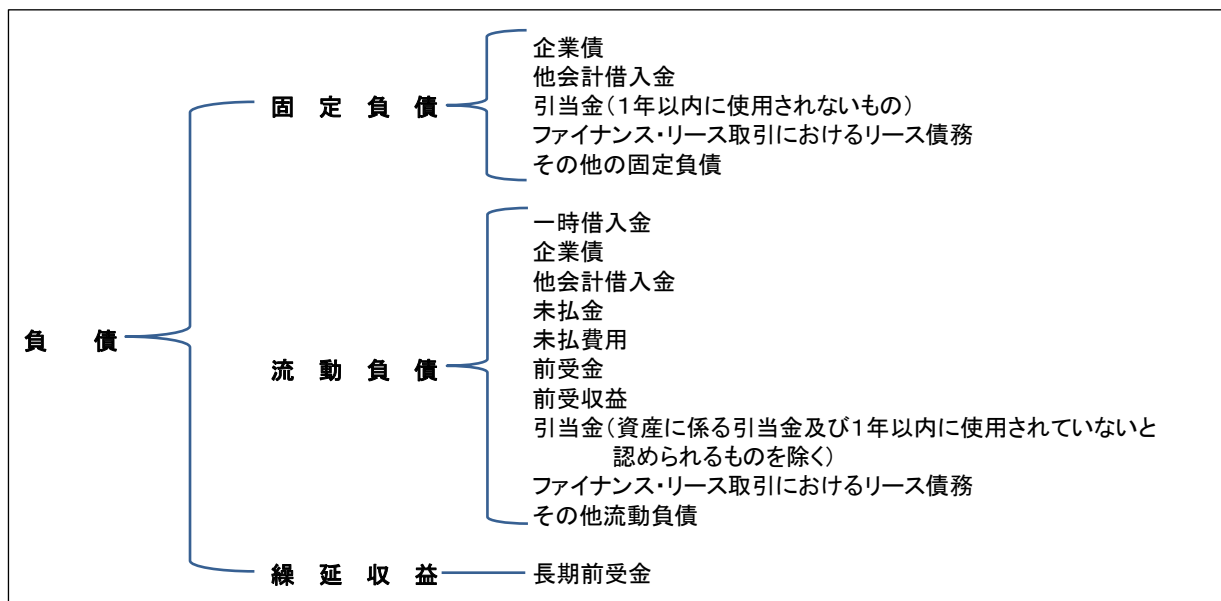 負　債
固　定　負　債
企業債
他会計借入金
引当金（１年以内に使用されないもの）
ファイナンス・リース取引におけるリース債務
その他の固定負債
流　動　負　債
一時借入金
企業債
他会計借入金
未払金
未払費用
前受金
前受収益
引当金（資産に係る引当金及び１年以内に使用されていないと
認められるものを除く）
ファイナンス・リース取引におけるリース債務
その他流動負債
繰　延　収　益
長期前受金